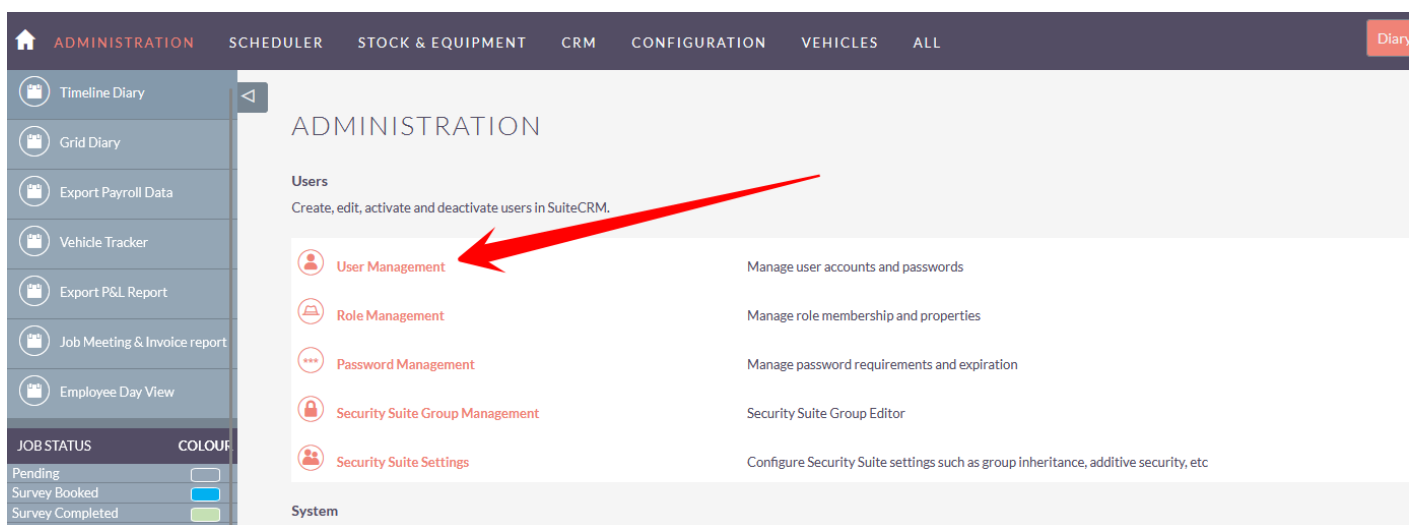 ADMINISTRATION SCHEDULER STOCK & EQUIPMENT CRM CONFIGURATION VEHICLES ALL Diary
Timeline Diary
Grid Diary
Export Payroll Data
Vehicle Tracker
Export P&L Report
Job Meeting & Invoice report
Employee Day View
JOB STATUS COLOUR
Pending
Survey Booked
Survey Completed
ADMINISTRATION
Users
Create, edit, activate and deactivate users in SuiteCRM.
User Management Manage user accounts and passwords
Role Management Manage role membership and properties
Password Management Manage password requirements and expiration
Security Suite Group Management Security Suite Group Editor
Security Suite Settings Configure Security Suite settings such as group inheritance, additive security, etc
System